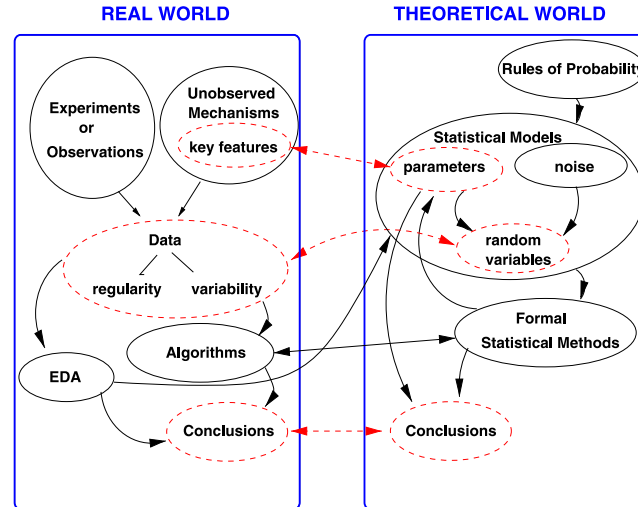 REAL WORLD
THEORETICAL WORLD
Experiments
or
Observations
Unobserved
Mechanisms
key features
Rules of Probability
Statistical Models
parameters
noise
random
variables
Data
regularity
variability
Algorithms
EDA
Conclusions
Formal
Statistical Methods
Conclusions